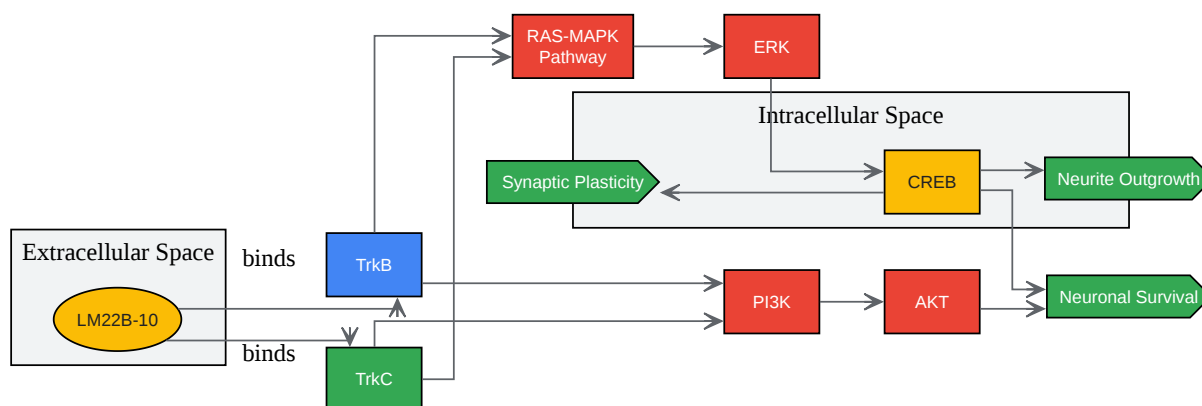 RAS-MAPK
Pathway
ERK
Intracellular Space
Synaptic Plasticity
CREB
Neurite Outgrowth
Extracellular Space
binds
TrkB
LM22B-10
PI3K
AKT
Neuronal Survival
binds
TrkC